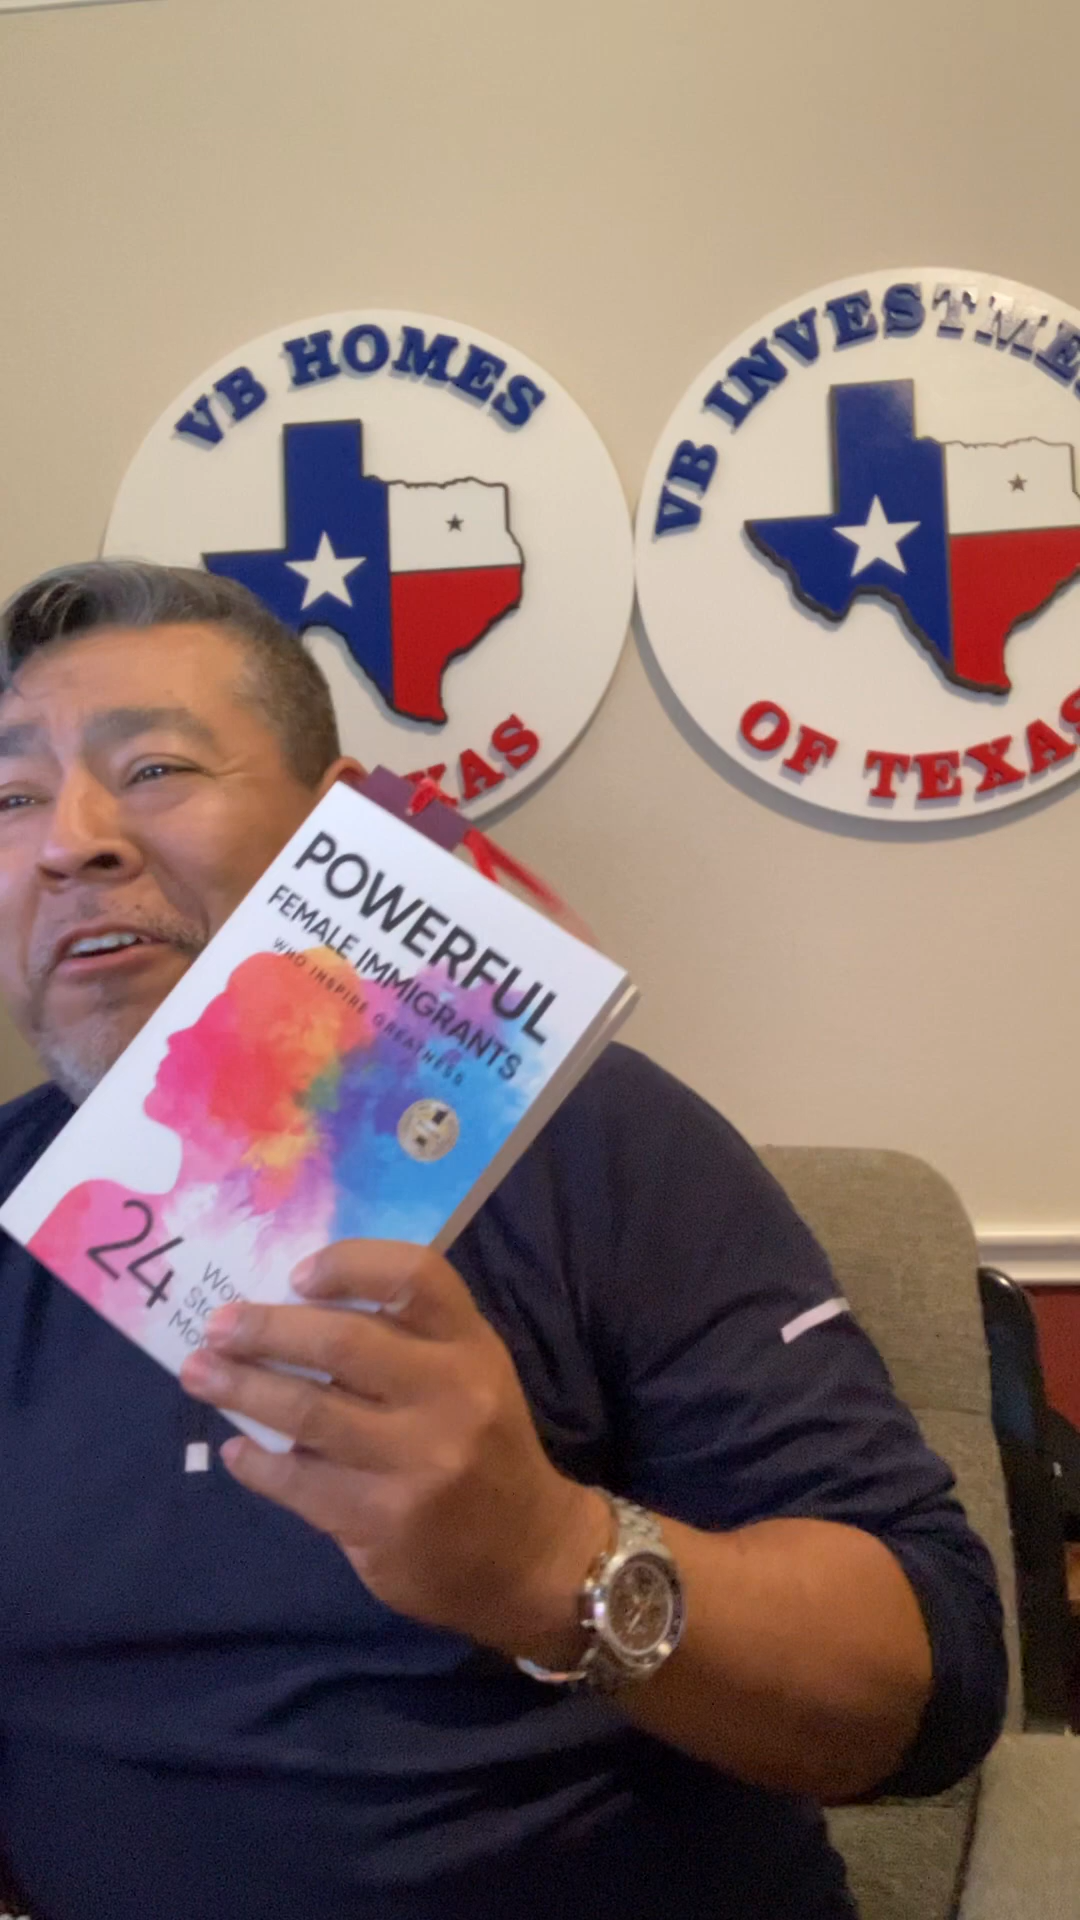 VB HOMES
XAS
VB INVESTME
OF TEXAS
POWERFUL
FEMALE IMMIGRANTS
WHO INSPIRE GREATNESS
24